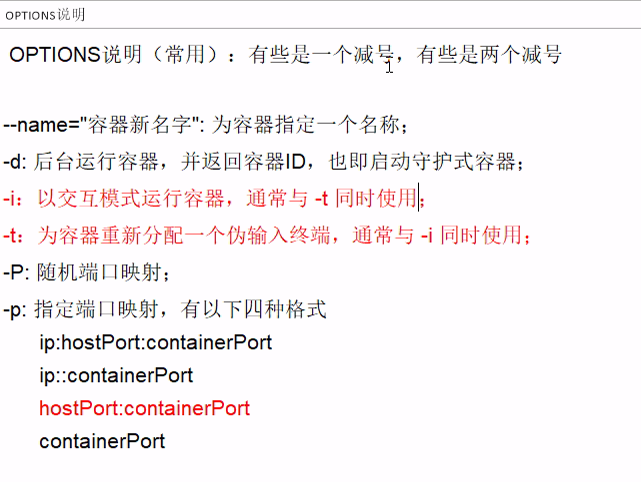 OPTIONS说明
OPTIONS说明（常用）：有些是一个减号，有些是两个减号
--name="容器新名字": 为容器指定一个名称；
-d: 后台运行容器，并返回容器ID，也即启动守护式容器；
-i：以交互模式运行容器，通常与 -t 同时使用；
-t：为容器重新分配一个伪输入终端，通常与 -i 同时使用；
-P: 随机端口映射；
-p: 指定端口映射，有以下四种格式
ip:hostPort:containerPort
ip::containerPort
hostPort:containerPort
containerPort